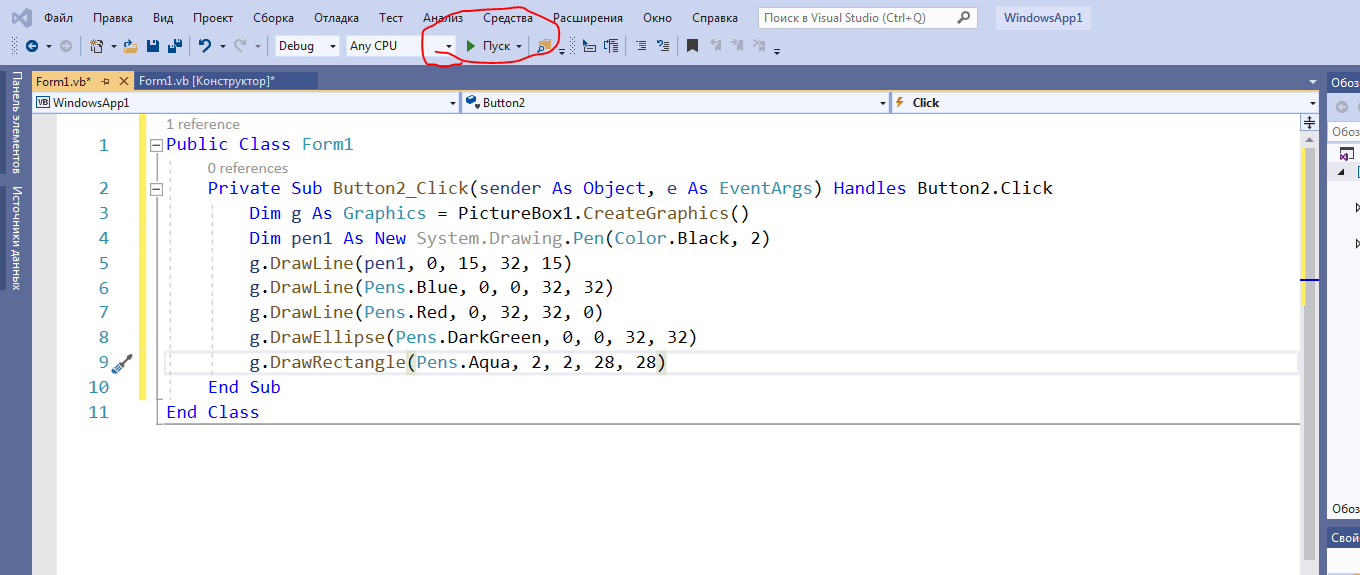 Файл Правка Вид Проект Сборка Отладка Тест Анализ Средства Расширения Окно Справка Поиск в Visual Studio (Ctrl+Q) WindowsApp1
Debug Any CPU Пуск
Form1.vb* Form1.vb [Конструктор]*
VB WindowsApp1 Button2 Click
Панель элементов
Источники данных
1 reference
1 Public Class Form1
0 references
2 Private Sub Button2_Click(sender As Object, e As EventArgs) Handles Button2.Click
3 Dim g As Graphics = PictureBox1.CreateGraphics()
4 Dim pen1 As New System.Drawing.Pen(Color.Black, 2)
5 g.DrawLine(pen1, 0, 15, 32, 15)
6 g.DrawLine(Pens.Blue, 0, 0, 32, 32)
7 g.DrawLine(Pens.Red, 0, 32, 32, 0)
8 g.DrawEllipse(Pens.DarkGreen, 0, 0, 32, 32)
9 g.DrawRectangle(Pens.Aqua, 2, 2, 28, 28)
10 End Sub
11 End Class
Обоз
Обоз
Обоз
Свой